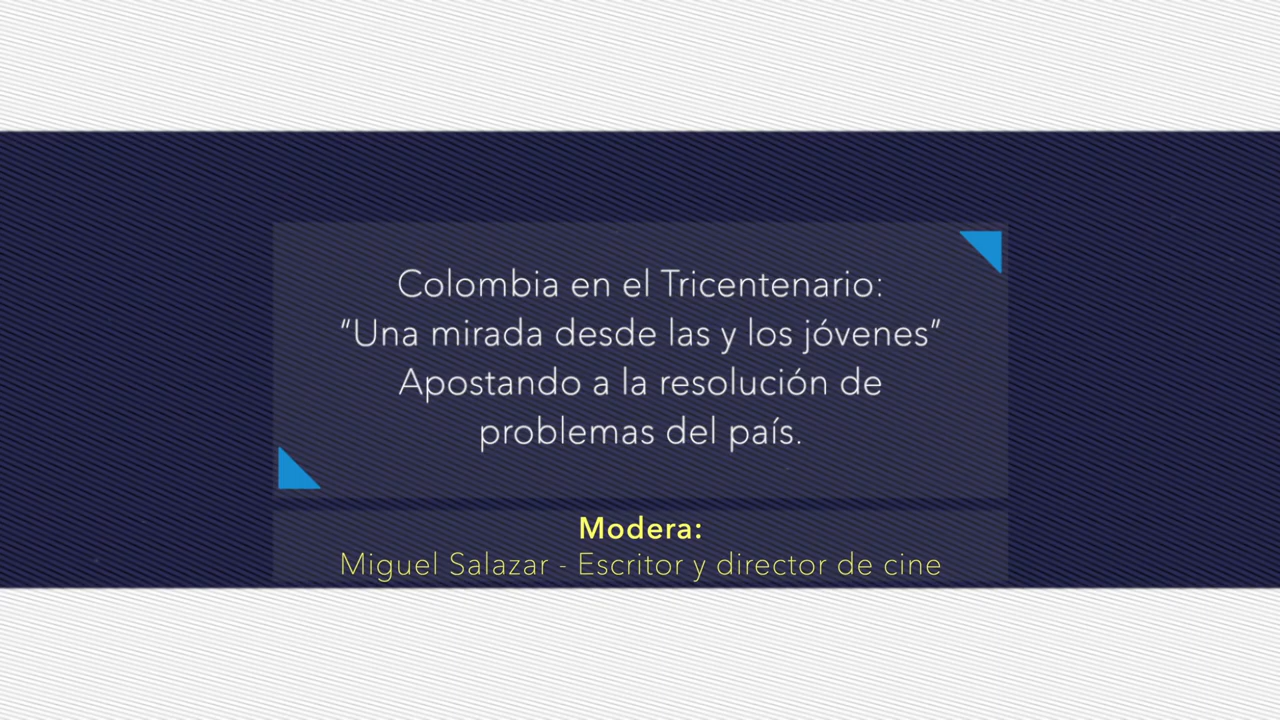 Colombia en el Tricentenario:
“Una mirada desde las y los jóvenes”
Apostando a la resolución de
problemas del país.
Modera:
Miguel Salazar - Escritor y director de cine